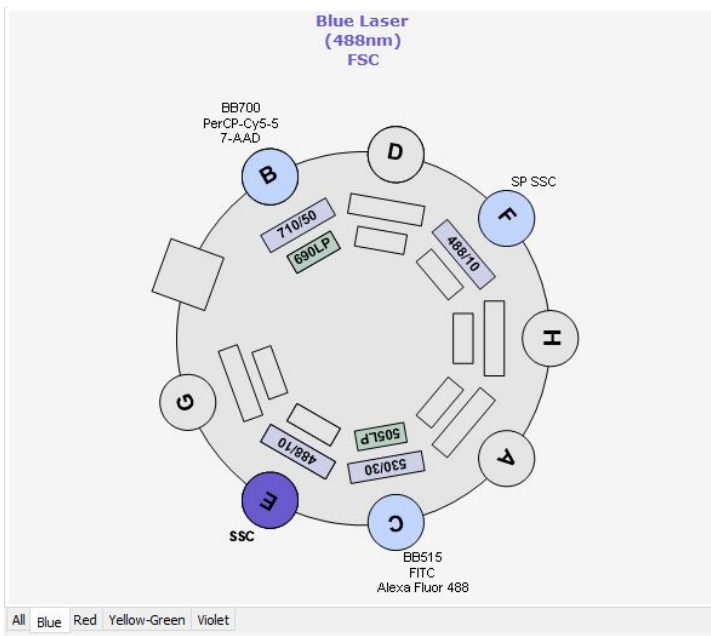 Blue Laser
(488nm)
FSC
BB700
PerCP-Cy5-5
7-AAD
B
D
SP SSC
F
710/50
690LP
488/10
H
G
A
488/10
505LP
530/30
E
SSC
C
BB515
FITC
Alexa Fluor 488
All Blue Red Yellow-Green Violet